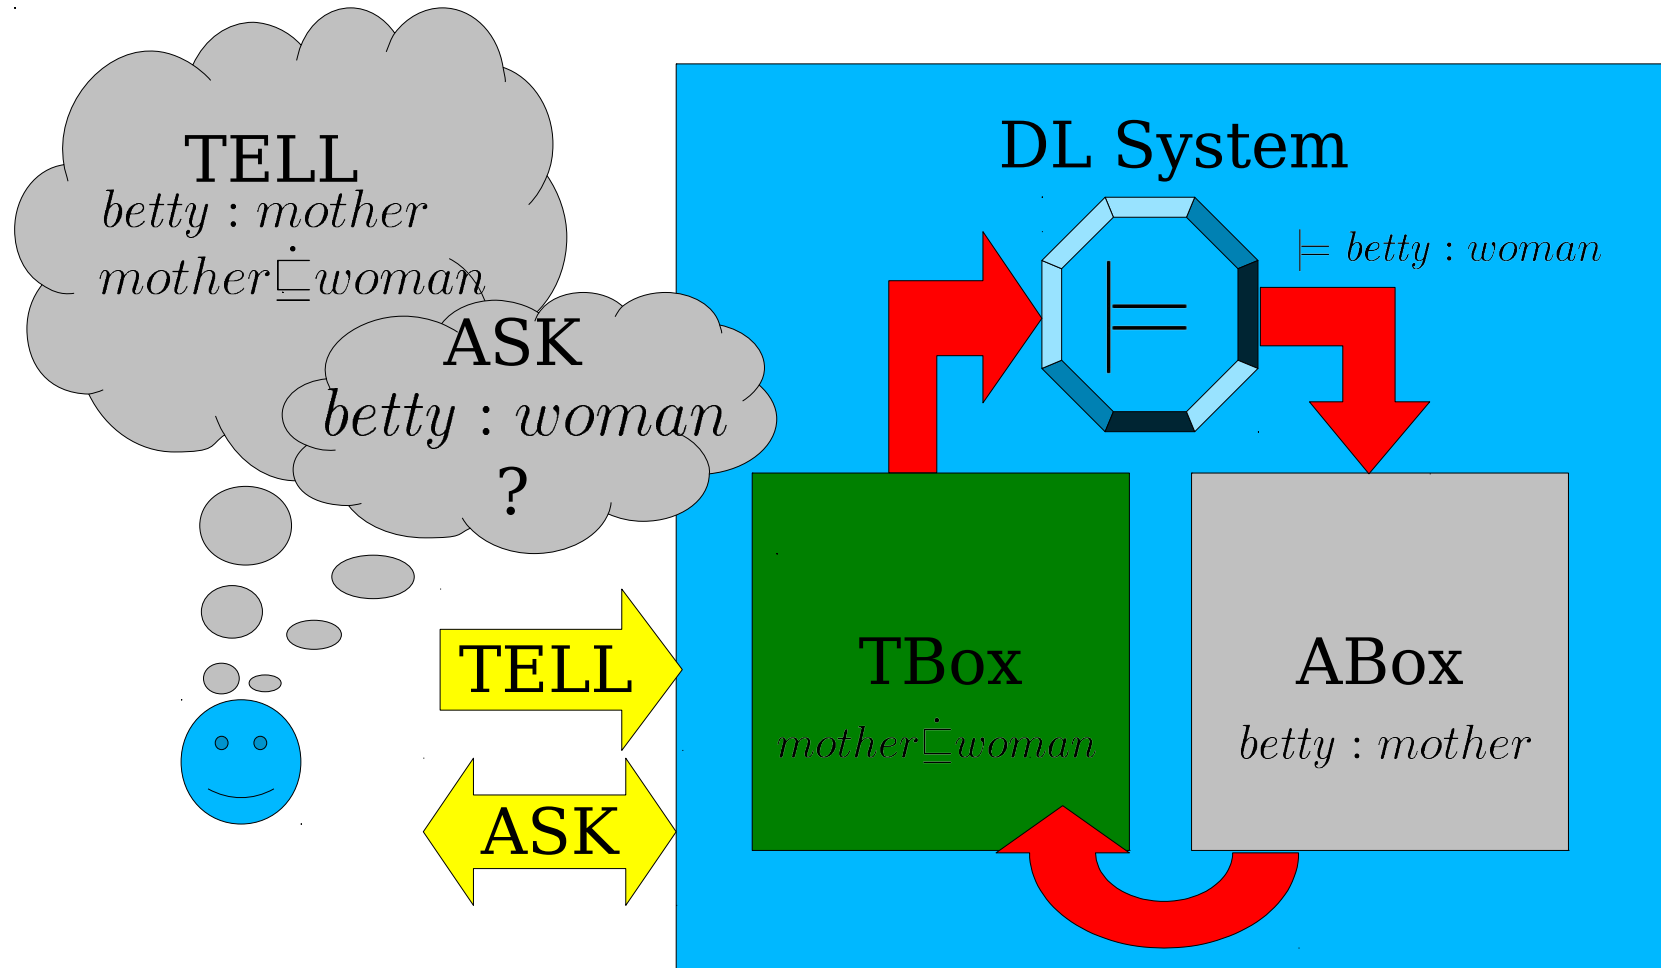 TELL
betty : mother
mother ⊑̇ woman
ASK
betty : woman
?
DL System
⊨
⊨ betty : woman
TELL
ASK
TBox
mother ⊑̇ woman
ABox
betty : mother